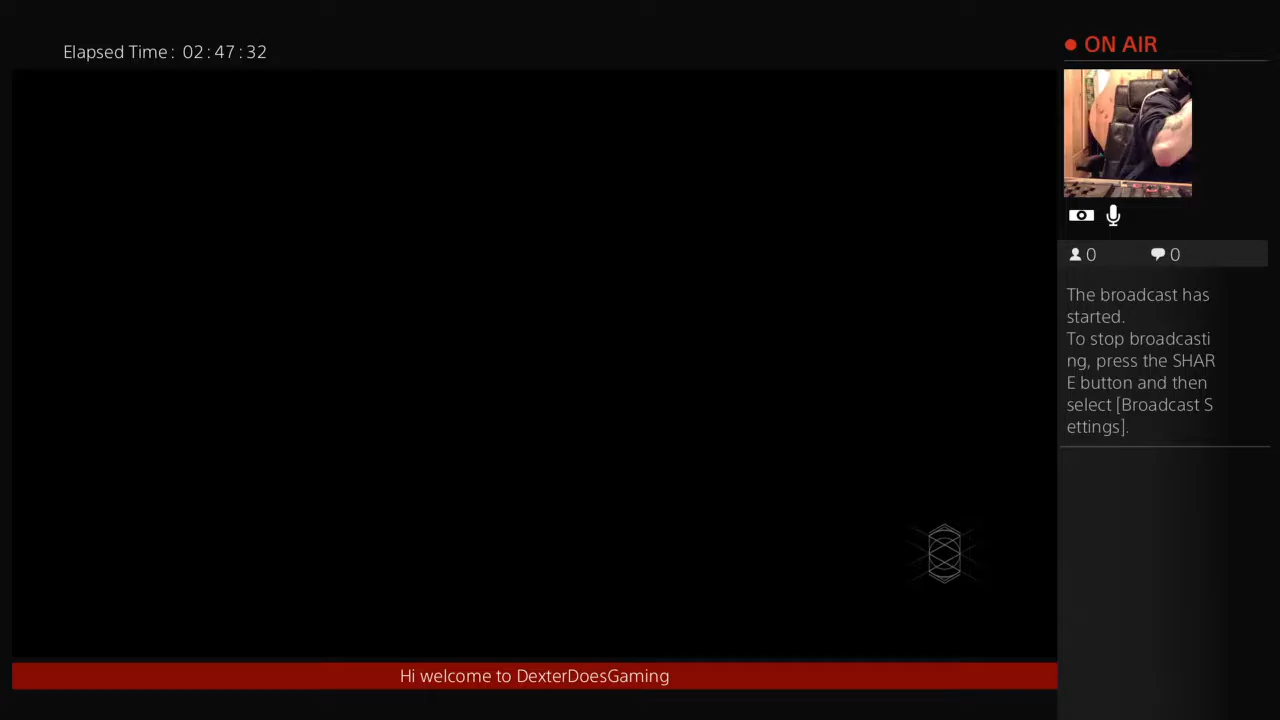 Elapsed Time: 02:47:32
ON AIR
0 0
The broadcast has
started.
To stop broadcasti
ng, press the SHAR
E button and then
select [Broadcast S
ettings].
Hi welcome to DexterDoesGaming